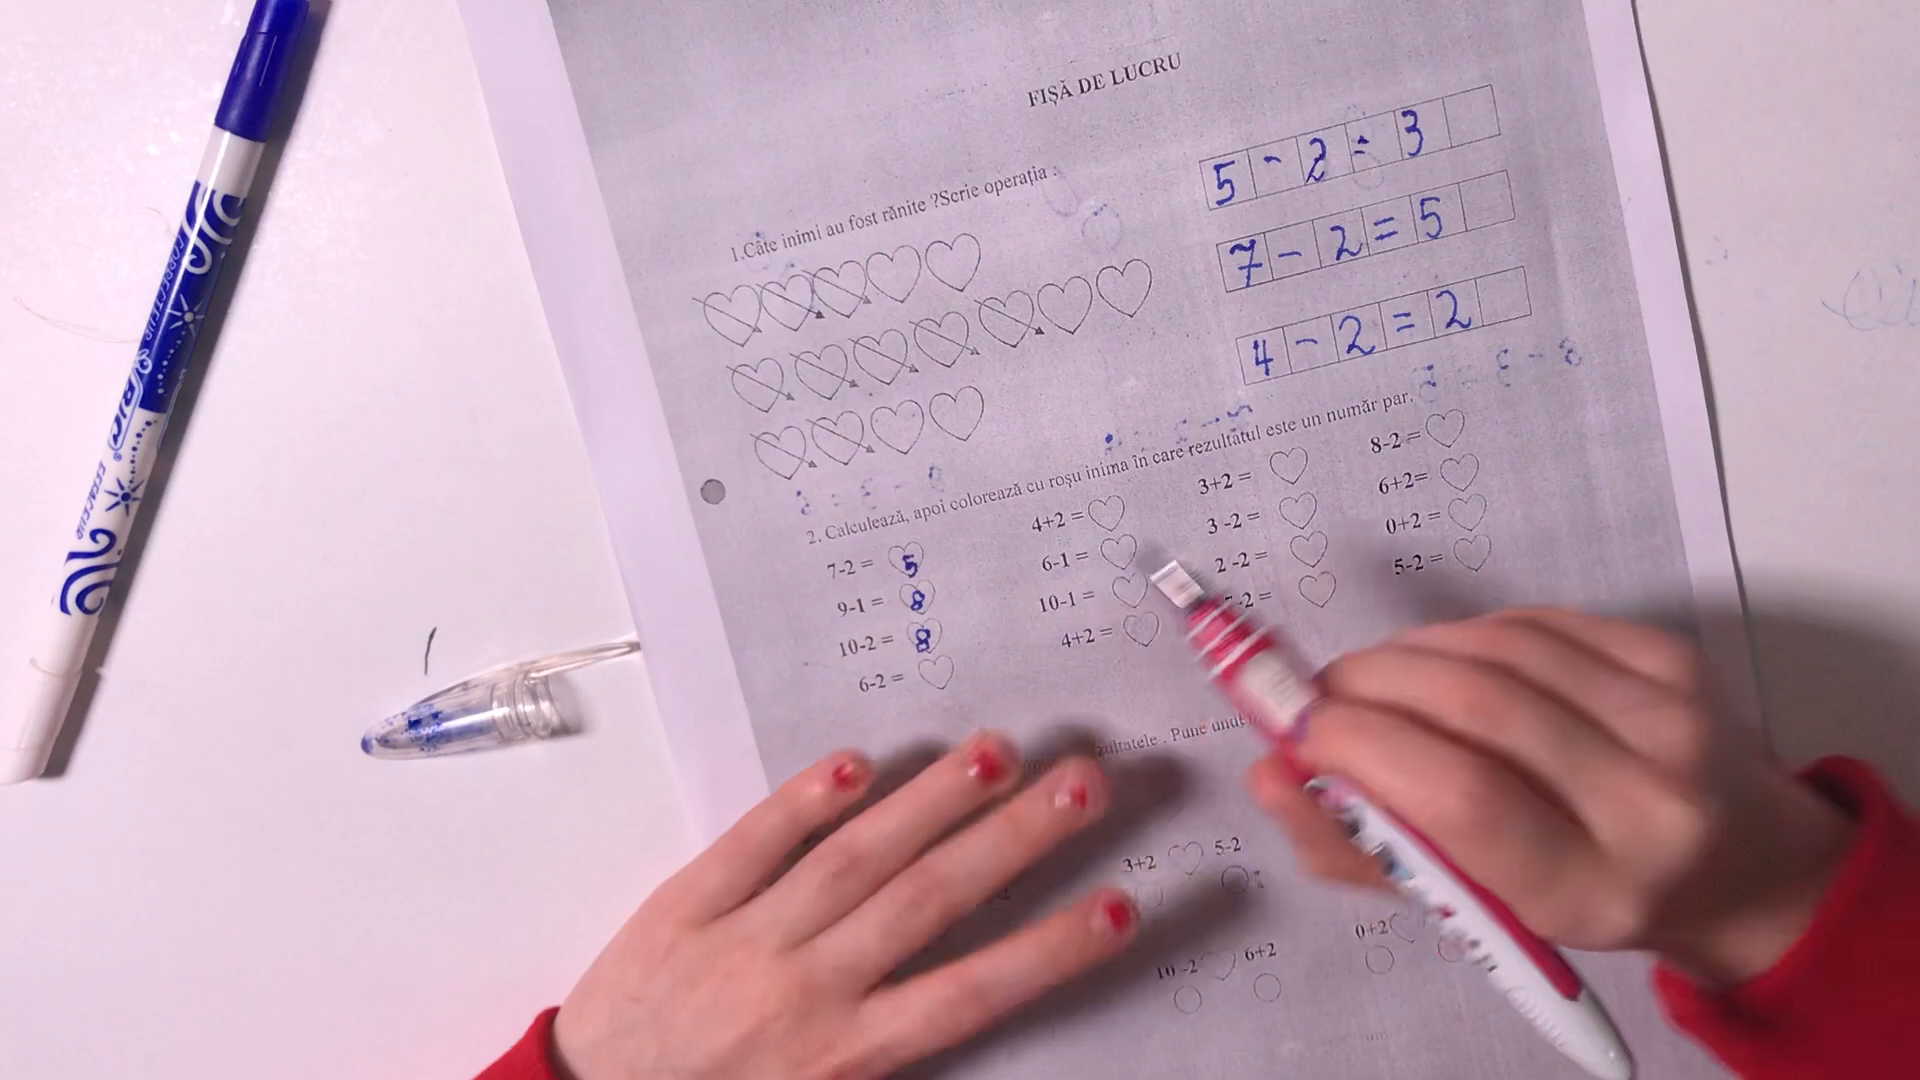 FIȘĂ DE LUCRU
1.Câte inimi au fost rănite ?Scrie operația :
5 - 2 = 3
7 - 2 = 5
4 - 2 = 2
2. Calculează, apoi colorează cu roșu inima în care rezultatul este un număr par.
7-2 = 5
9-1 = 8
10-2 = 8
6-2 =
4+2 =
6-1 =
10-1 =
4+2 =
3+2 =
3 -2 =
2 -2 =
-2 =
8-2 =
6+2=
0+2 =
5-2 =
Pune
3+2 5-2
10 -2 6+2
0+2
BIC